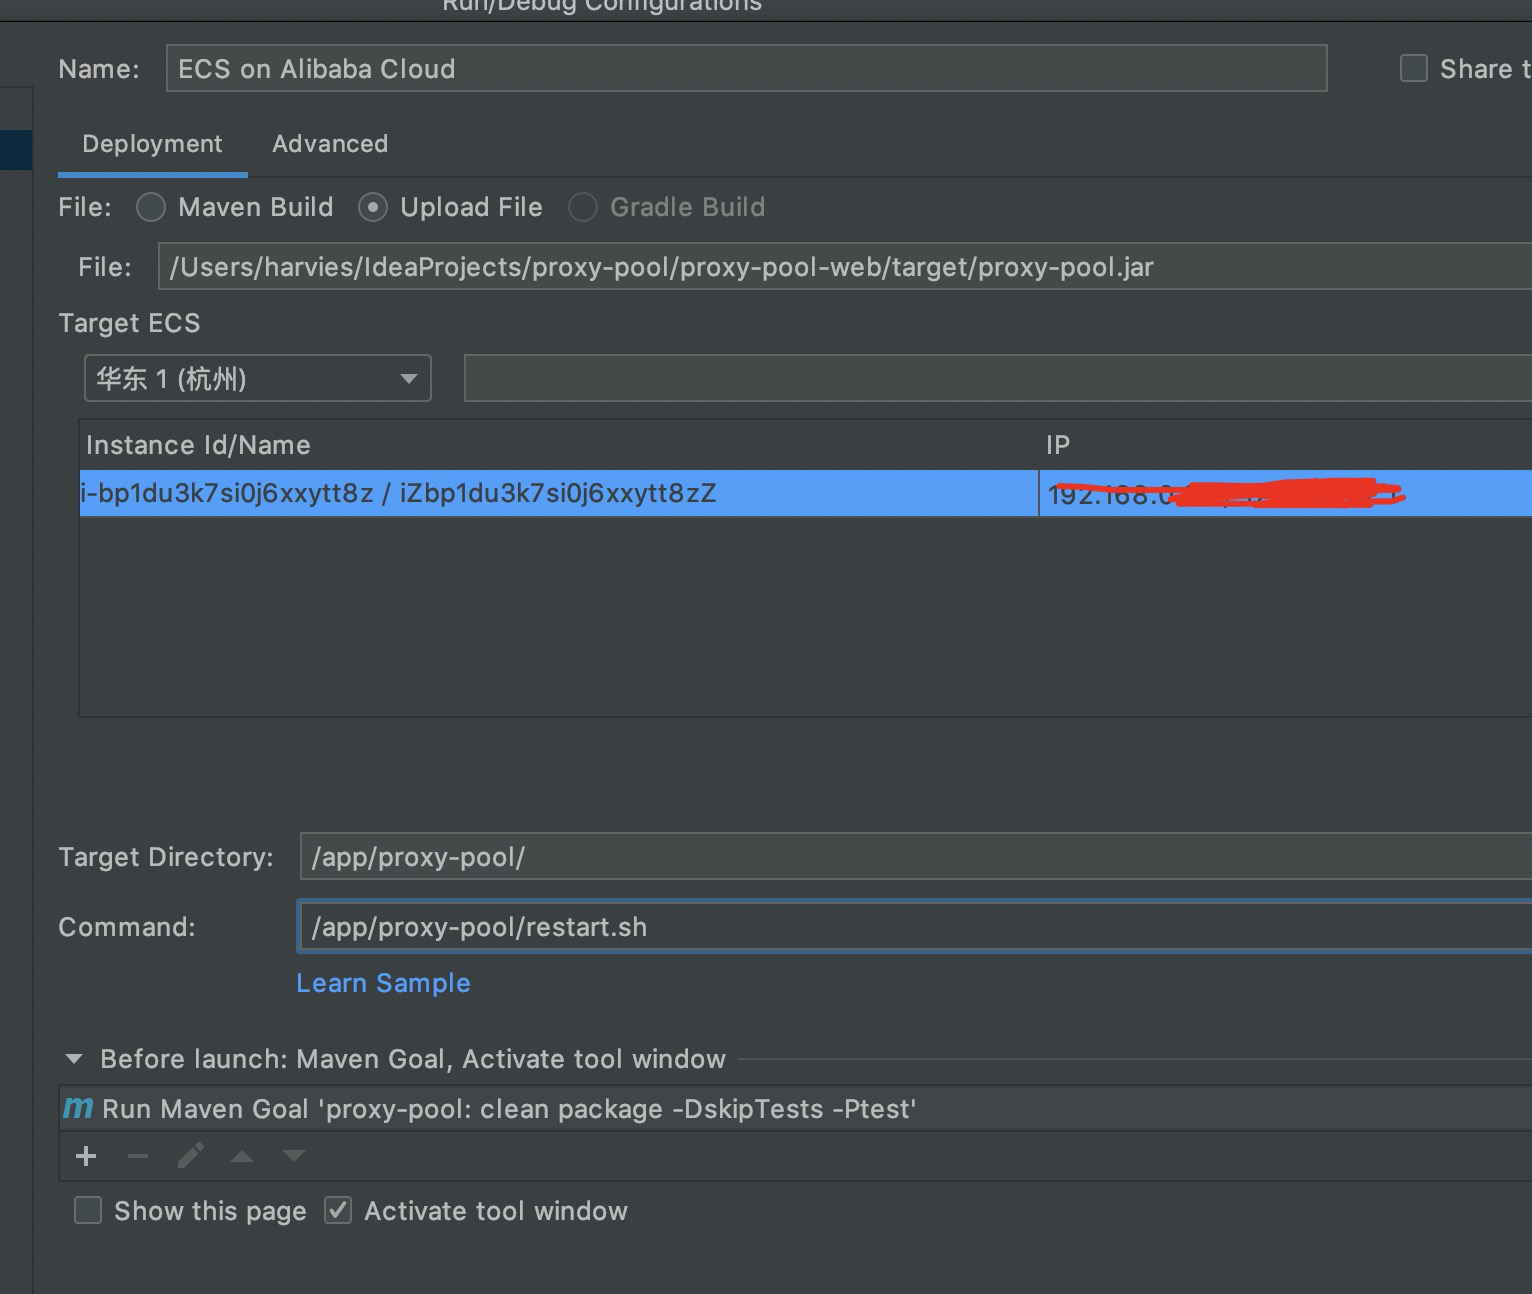 Run/Debug Configurations
Name: ECS on Alibaba Cloud Share t
Deployment Advanced
File: Maven Build Upload File Gradle Build
File: /Users/harvies/IdeaProjects/proxy-pool/proxy-pool-web/target/proxy-pool.jar
Target ECS
华东 1 (杭州)
Instance Id/Name IP
i-bp1du3k7si0j6xxytt8z / iZbp1du3k7si0j6xxytt8zZ 192.168.0
Target Directory: /app/proxy-pool/
Command: /app/proxy-pool/restart.sh
Learn Sample
Before launch: Maven Goal, Activate tool window
Run Maven Goal 'proxy-pool: clean package -DskipTests -Ptest'
Show this page Activate tool window